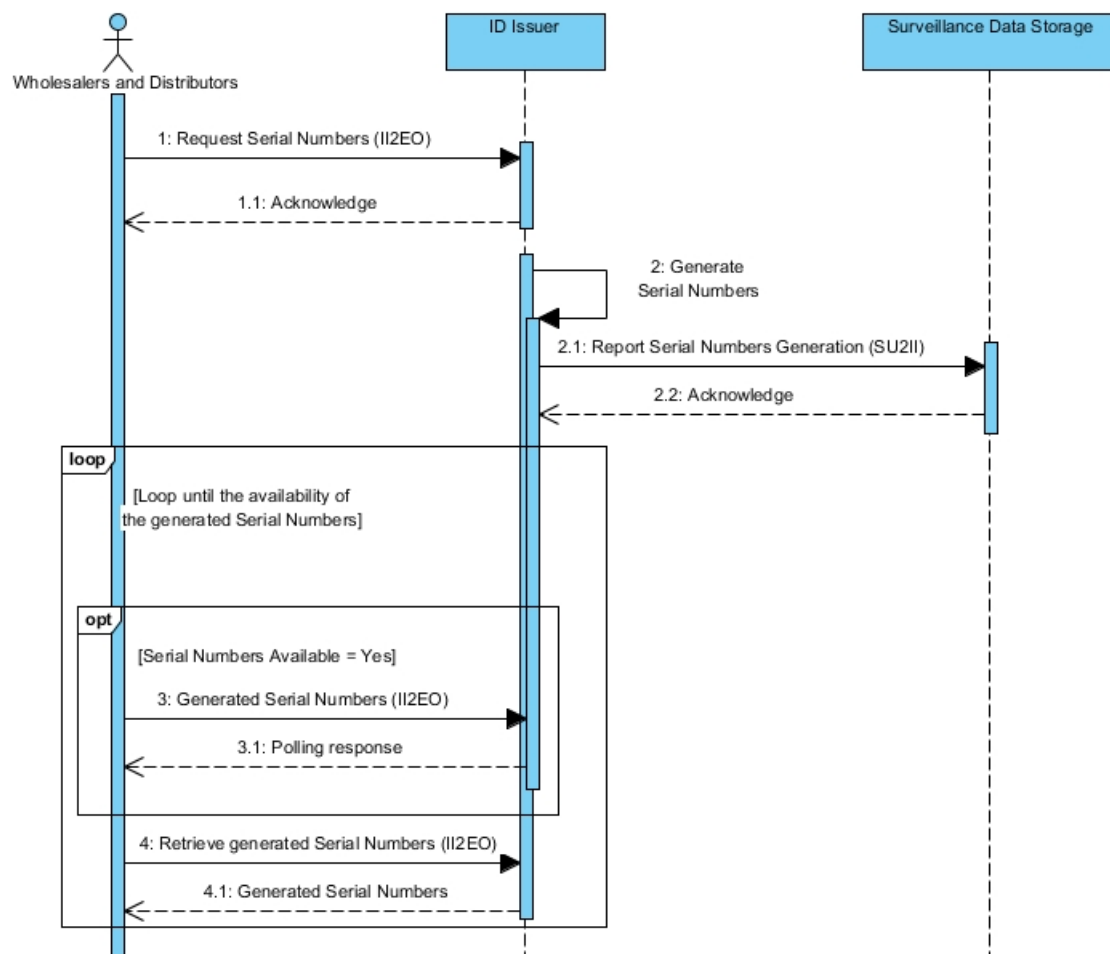 ID Issuer
Surveillance Data Storage
Wholesalers and Distributors
1: Request Serial Numbers (II2EO)
1.1: Acknowledge
2: Generate
Serial Numbers
2.1: Report Serial Numbers Generation (SU2II)
2.2: Acknowledge
loop
[Loop until the availability of
the generated Serial Numbers]
opt
[Serial Numbers Available = Yes]
3: Generated Serial Numbers (II2EO)
3.1: Polling response
4: Retrieve generated Serial Numbers (II2EO)
4.1: Generated Serial Numbers